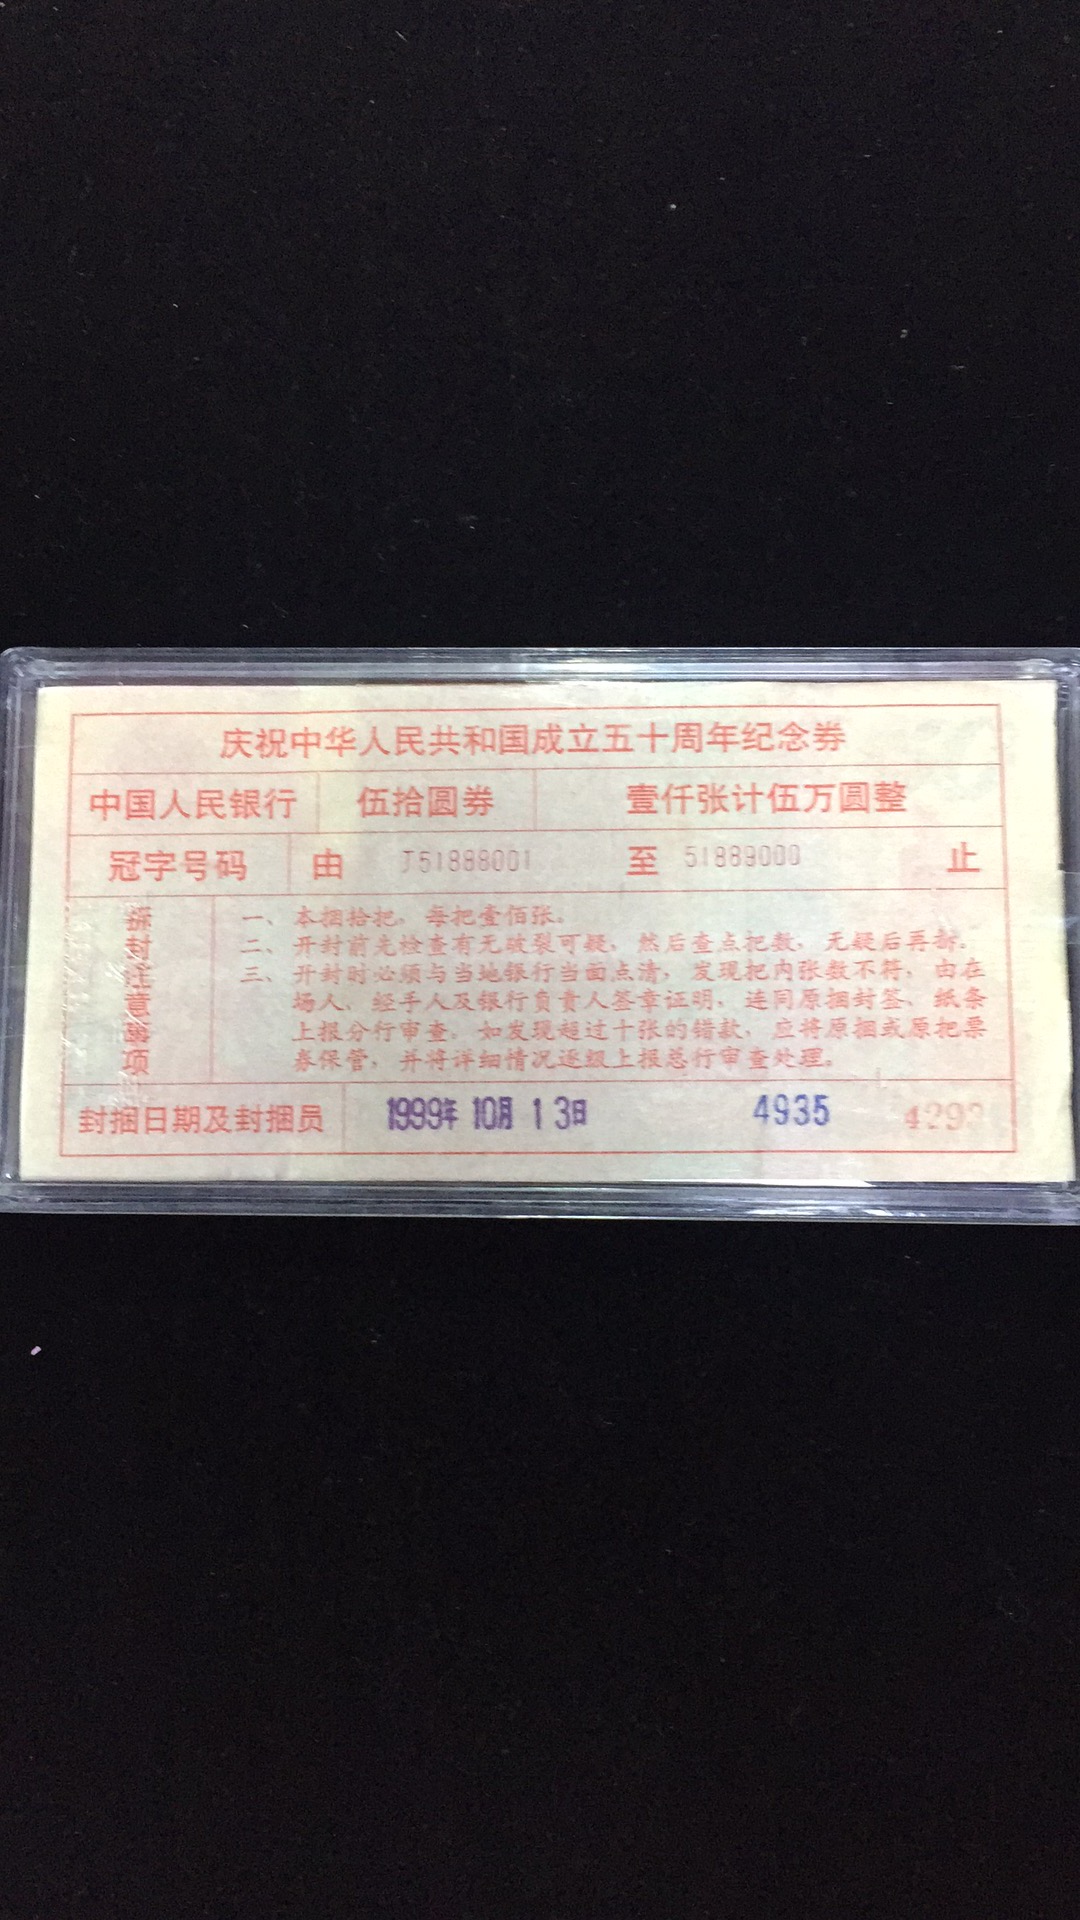 庆祝中华人民共和国成立五十周年纪念券
中国人民银行 伍拾圆券 壹仟张计伍万圆整
冠字号码 由 J51888001 至 51889000 止
拆封注意事项
一、本捆拾把，每把壹佰张。
二、开封前先检查有无破裂可疑，然后查点把数，无疑后再拆。
三、开封时必须与当地银行当面点清，发现把内张数不符，由在
场人、经手人及银行负责人签章证明，连同原捆封签、纸条
上报分行审查。如发现超过十张的错款，应将原捆或原把票
券保管，并将详细情况逐级上报总行审查处理。
封捆日期及封捆员 1999年 10月 13日 4935